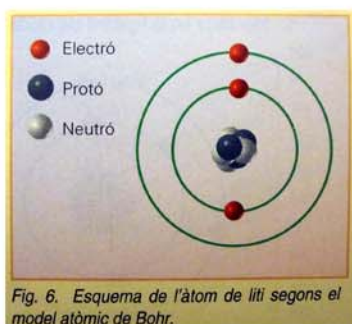 Electró
Protó
Neutró
Fig. 6. Esquema de l'àtom de liti segons el
model atòmic de Bohr.